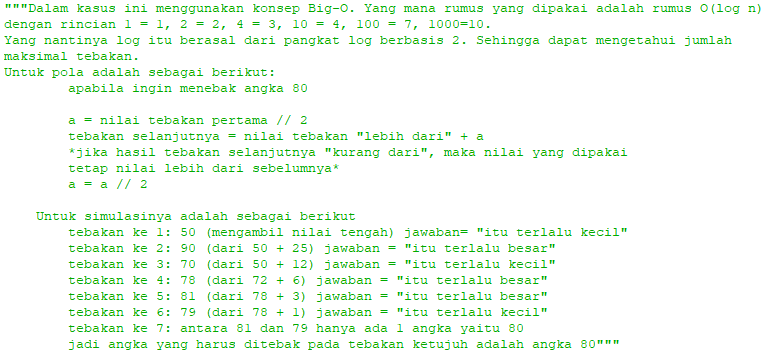 """Dalam kasus ini menggunakan konsep Big-O. Yang mana rumus yang dipakai adalah rumus O(log n)
dengan rincian 1 = 1, 2 = 2, 4 = 3, 10 = 4, 100 = 7, 1000=10.
Yang nantinya log itu berasal dari pangkat log berbasis 2. Sehingga dapat mengetahui jumlah
maksimal tebakan.
Untuk pola adalah sebagai berikut:
apabila ingin menebak angka 80
a = nilai tebakan pertama // 2
tebakan selanjutnya = nilai tebakan "lebih dari" + a
*jika hasil tebakan selanjutnya "kurang dari", maka nilai yang dipakai
tetap nilai lebih dari sebelumnya*
a = a // 2
Untuk simulasinya adalah sebagai berikut
tebakan ke 1: 50 (mengambil nilai tengah) jawaban= "itu terlalu kecil"
tebakan ke 2: 90 (dari 50 + 25) jawaban = "itu terlalu besar"
tebakan ke 3: 70 (dari 50 + 12) jawaban = "itu terlalu kecil"
tebakan ke 4: 78 (dari 72 + 6) jawaban = "itu terlalu besar"
tebakan ke 5: 81 (dari 78 + 3) jawaban = "itu terlalu besar"
tebakan ke 6: 79 (dari 78 + 1) jawaban = "itu terlalu kecil"
tebakan ke 7: antara 81 dan 79 hanya ada 1 angka yaitu 80
jadi angka yang harus ditebak pada tebakan ketujuh adalah angka 80"""